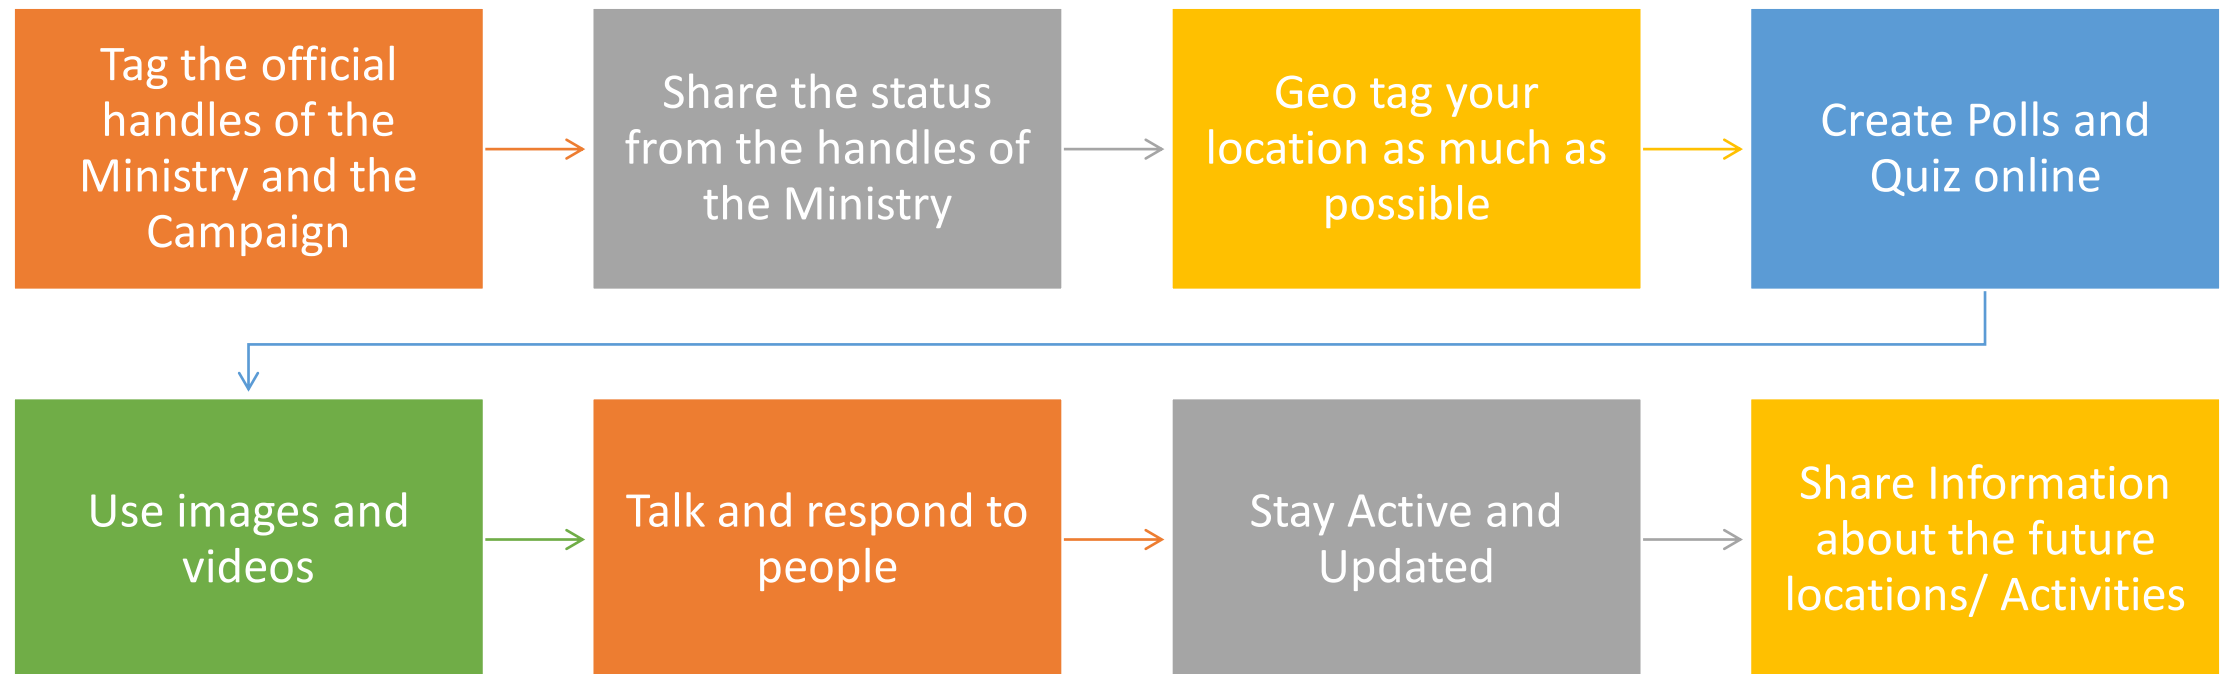 Tag the official
handles of the
Ministry and the
Campaign
Share the status
from the handles of
the Ministry
Geo tag your
location as much as
possible
Create Polls and
Quiz online
Use images and
videos
Talk and respond to
people
Stay Active and
Updated
Share Information
about the future
locations/ Activities